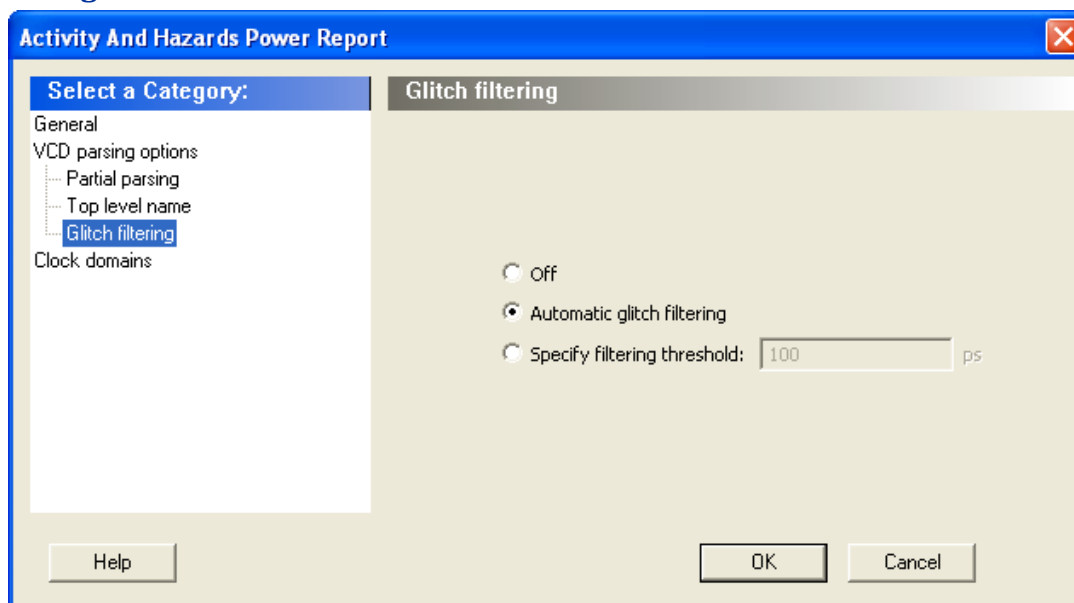 Activity And Hazards Power Report
Select a Category:
General
VCD parsing options
Partial parsing
Top level name
Glitch filtering
Clock domains
Glitch filtering
Off
Automatic glitch filtering
Specify filtering threshold: 100 ps
Help
OK
Cancel